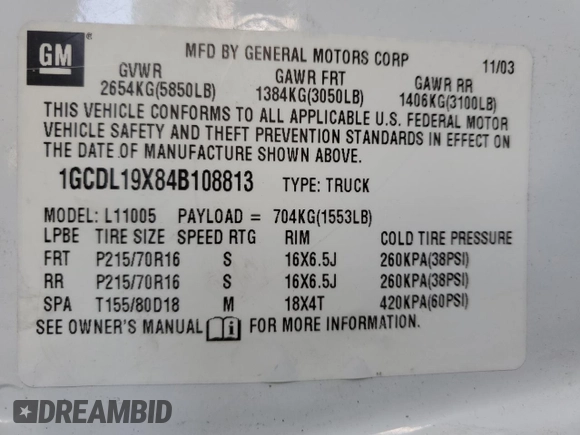 GM
MFD BY GENERAL MOTORS CORP 11/03
GVWR GAWR FRT GAWR RR
2654KG(5850LB) 1384KG(3050LB) 1406KG(3100LB)
THIS VEHICLE CONFORMS TO ALL APPLICABLE U.S. FEDERAL MOTOR
VEHICLE SAFETY AND THEFT PREVENTION STANDARDS IN EFFECT ON
THE DATE OF MANUFACTURE SHOWN ABOVE.
1GCDL19X84B108813 TYPE: TRUCK
MODEL: L11005 PAYLOAD = 704KG(1553LB)
LPBE TIRE SIZE SPEED RTG RIM COLD TIRE PRESSURE
FRT P215/70R16 S 16X6.5J 260KPA(38PSI)
RR P215/70R16 S 16X6.5J 260KPA(38PSI)
SPA T155/80D18 M 18X4T 420KPA(60PSI)
SEE OWNER'S MANUAL i FOR MORE INFORMATION.
DREAMBID